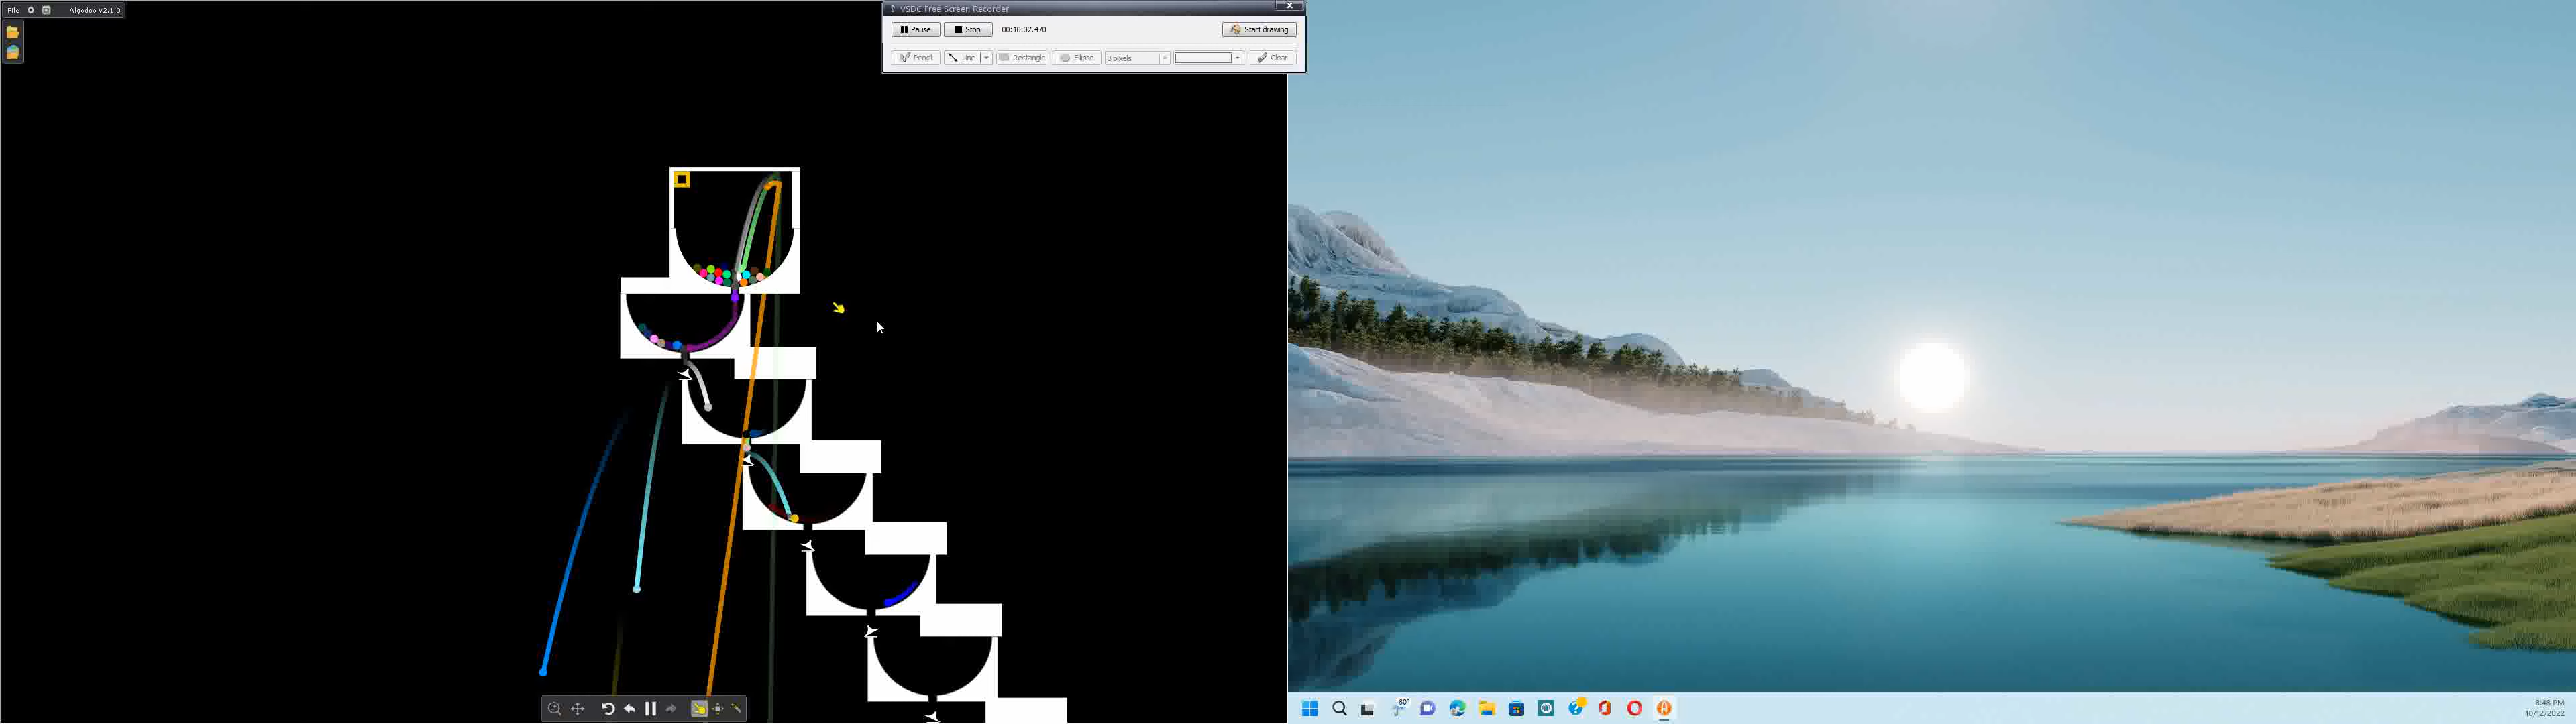 File Algodoo v2.1.0
VSDC Free Screen Recorder
Pause Stop 00:10:02.470 Start drawing
Pencil Line Rectangle Ellipse 3 pixels Clear
80°
8:48 PM
10/12/2022